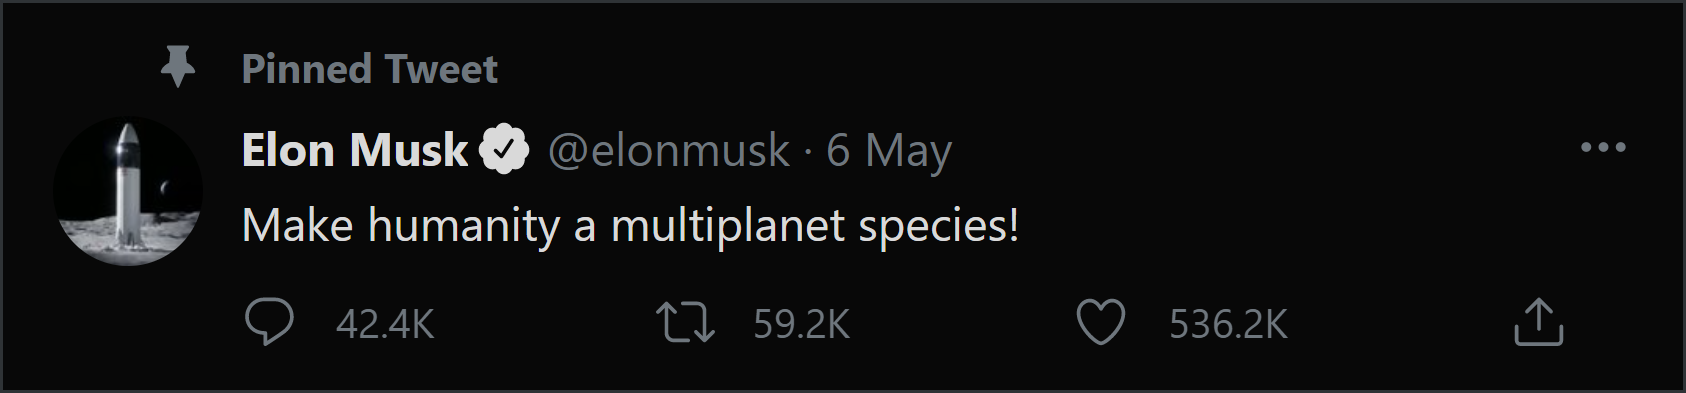 Pinned Tweet
Elon Musk @elonmusk · 6 May
Make humanity a multiplanet species!
42.4K 59.2K 536.2K